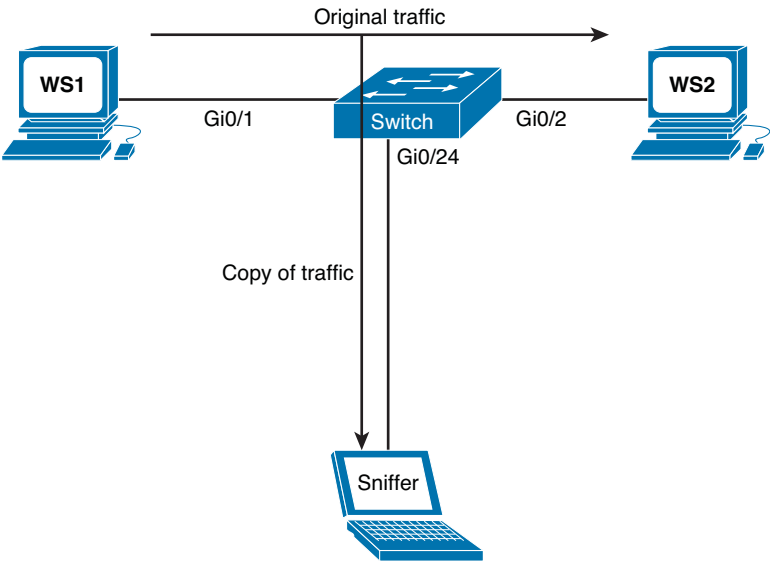 Original traffic
WS1
WS2
Gi0/1
Switch
Gi0/2
Gi0/24
Copy of traffic
Sniffer